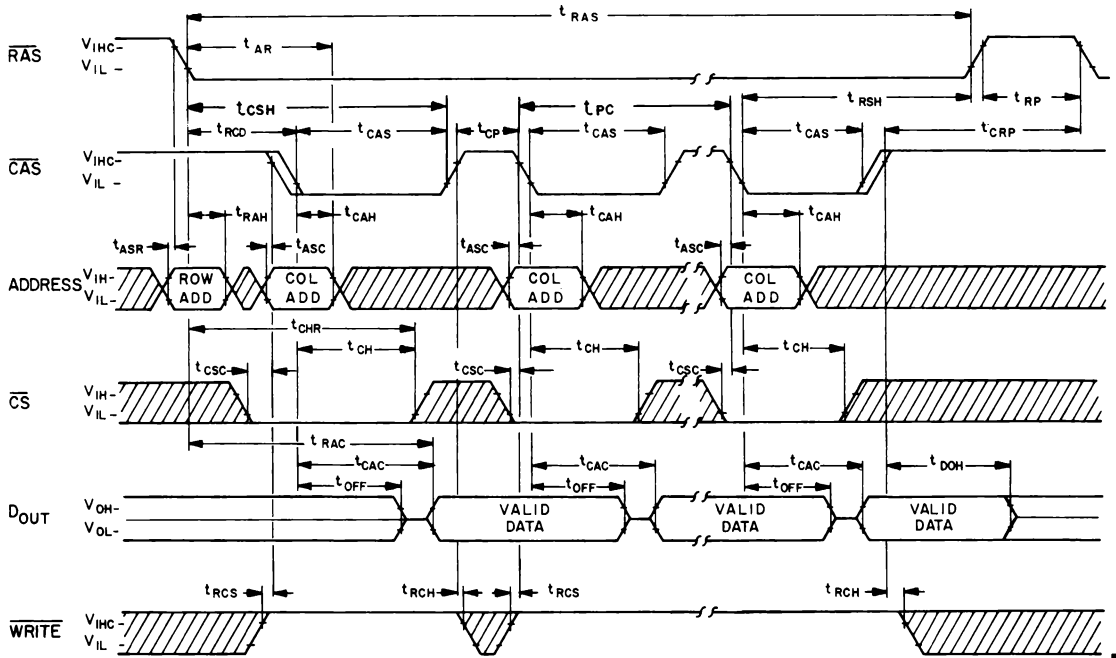 tRAS
RAS
VIHC-
VIL-
tAR
tCSH
tPC
tRSH
tRP
tRCD
tCAS
tCP
tCAS
tCAS
tCRP
CAS
VIHC-
VIL-
tRAH
tCAH
tCAH
tCAH
tASR
tASC
tASC
tASC
ADDRESS
VIH-
VIL-
ROW ADD
COL ADD
COL ADD
COL ADD
tCHR
tCH
tCH
tCH
tCSC
tCSC
tCSC
CS
VIH-
VIL-
tRAC
tCAC
tCAC
tCAC
tDOH
tOFF
tOFF
tOFF
DOUT
VOH-
VOL-
VALID DATA
VALID DATA
VALID DATA
tRCS
tRCH
tRCS
tRCH
WRITE
VIHC-
VIL-